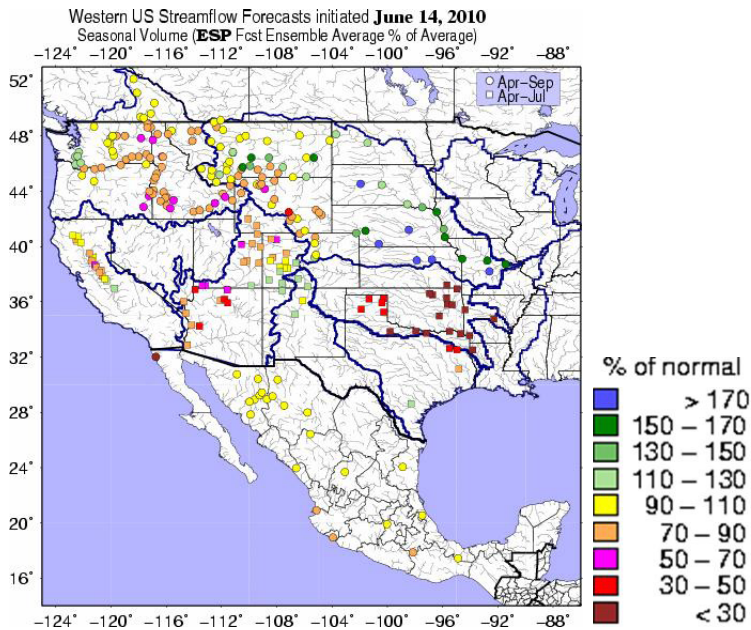 Western US Streamflow Forecasts initiated June 14, 2010
Seasonal Volume (ESP Fcst Ensemble Average % of Average)
−124° −120° −116° −112° −108° −104° −100° −96° −92° −88°
52°
Apr-Sep
Apr-Jul
48°
44°
40°
36°
32°
28°
24°
20°
16°
−124° −120° −116° −112° −108° −104° −100° −96° −92° −88°
% of normal
> 170
150 − 170
130 − 150
110 − 130
90 − 110
70 − 90
50 − 70
30 − 50
< 30